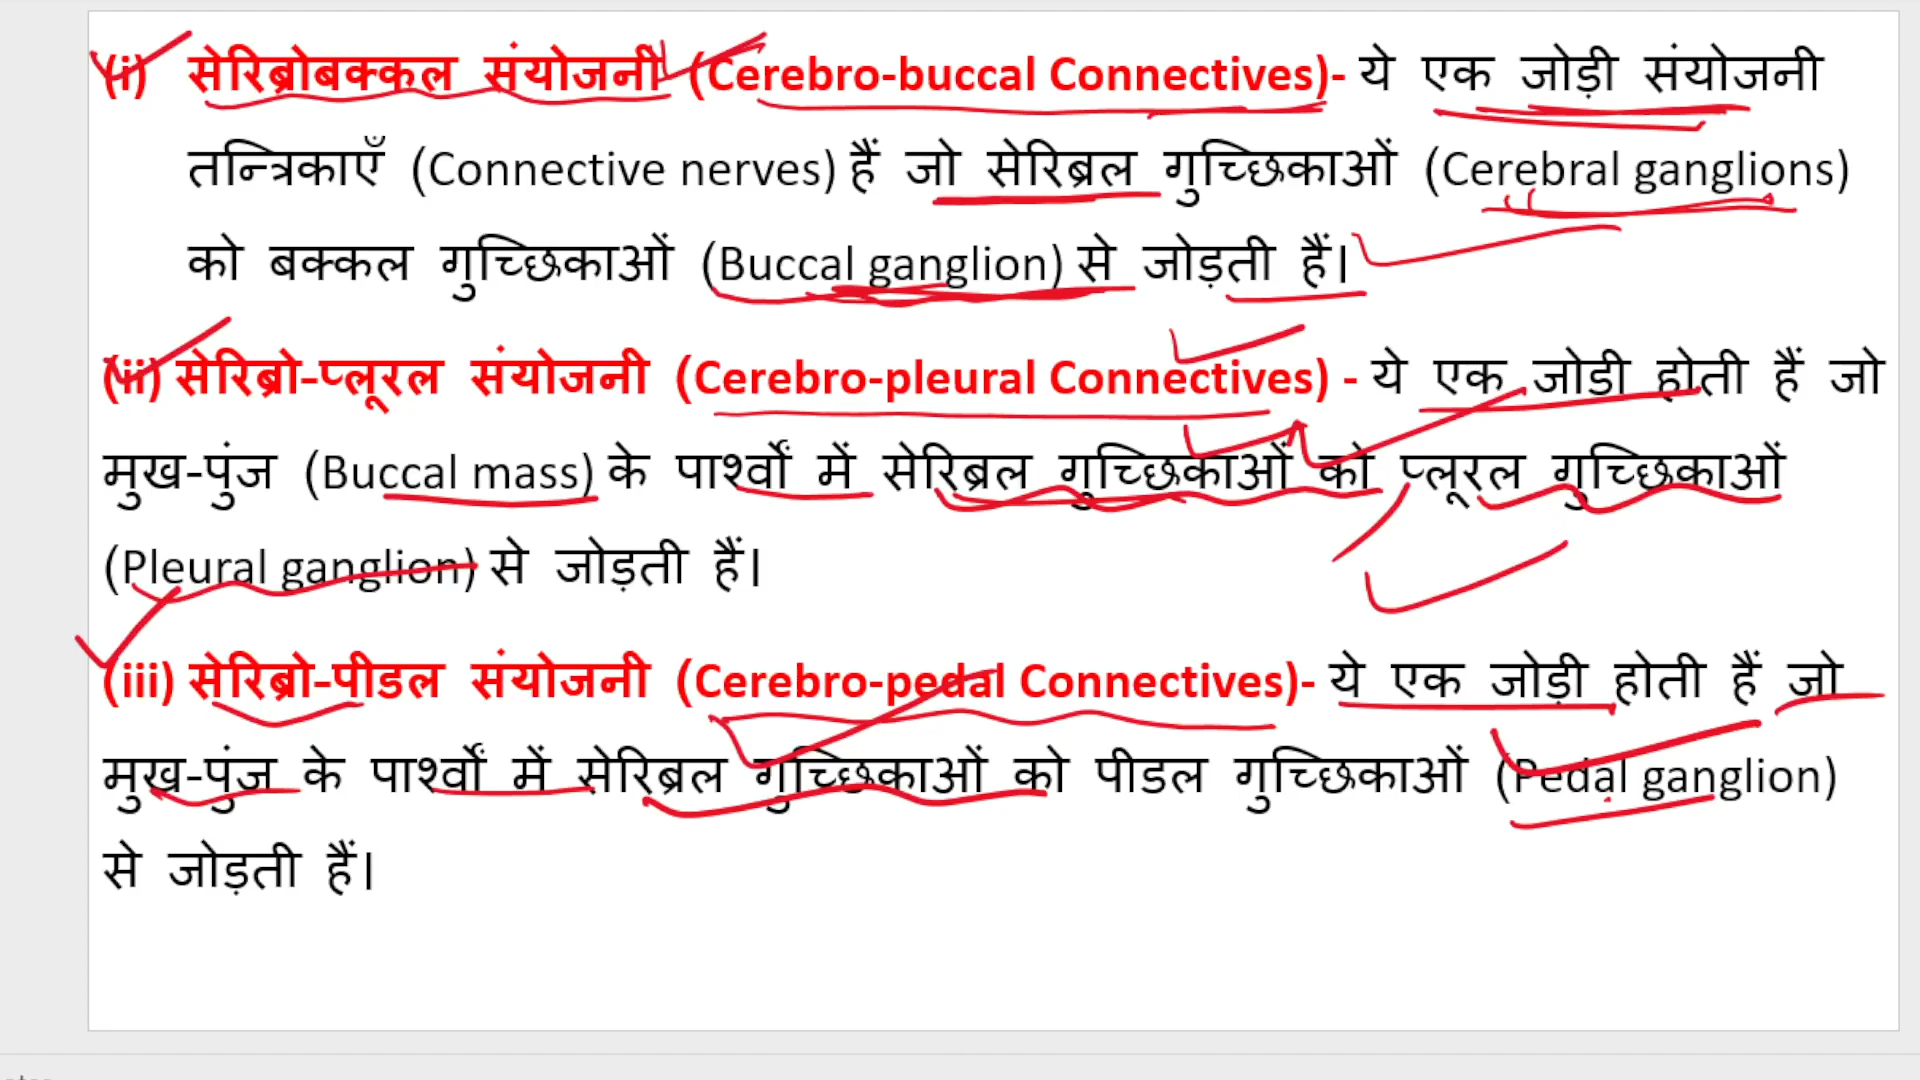 (i) सेरिब्रोबक्कल संयोजनी (Cerebro-buccal Connectives)- ये एक जोड़ी संयोजनी
तन्त्रिकाएँ (Connective nerves) हैं जो सेरिब्रल गुच्छिकाओं (Cerebral ganglions)
को बक्कल गुच्छिकाओं (Buccal ganglion) से जोड़ती हैं।
(ii) सेरिब्रो-प्लूरल संयोजनी (Cerebro-pleural Connectives) - ये एक जोडी होती हैं जो
मुख-पुंज (Buccal mass) के पार्श्वों में सेरिब्रल गुच्छिकाओं को प्लूरल गुच्छिकाओं
(Pleural ganglion) से जोड़ती हैं।
(iii) सेरिब्रो-पीडल संयोजनी (Cerebro-pedal Connectives)- ये एक जोड़ी होती हैं जो
मुख-पुंज के पार्श्वों में सेरिब्रल गुच्छिकाओं को पीडल गुच्छिकाओं (Pedal ganglion)
से जोड़ती हैं।